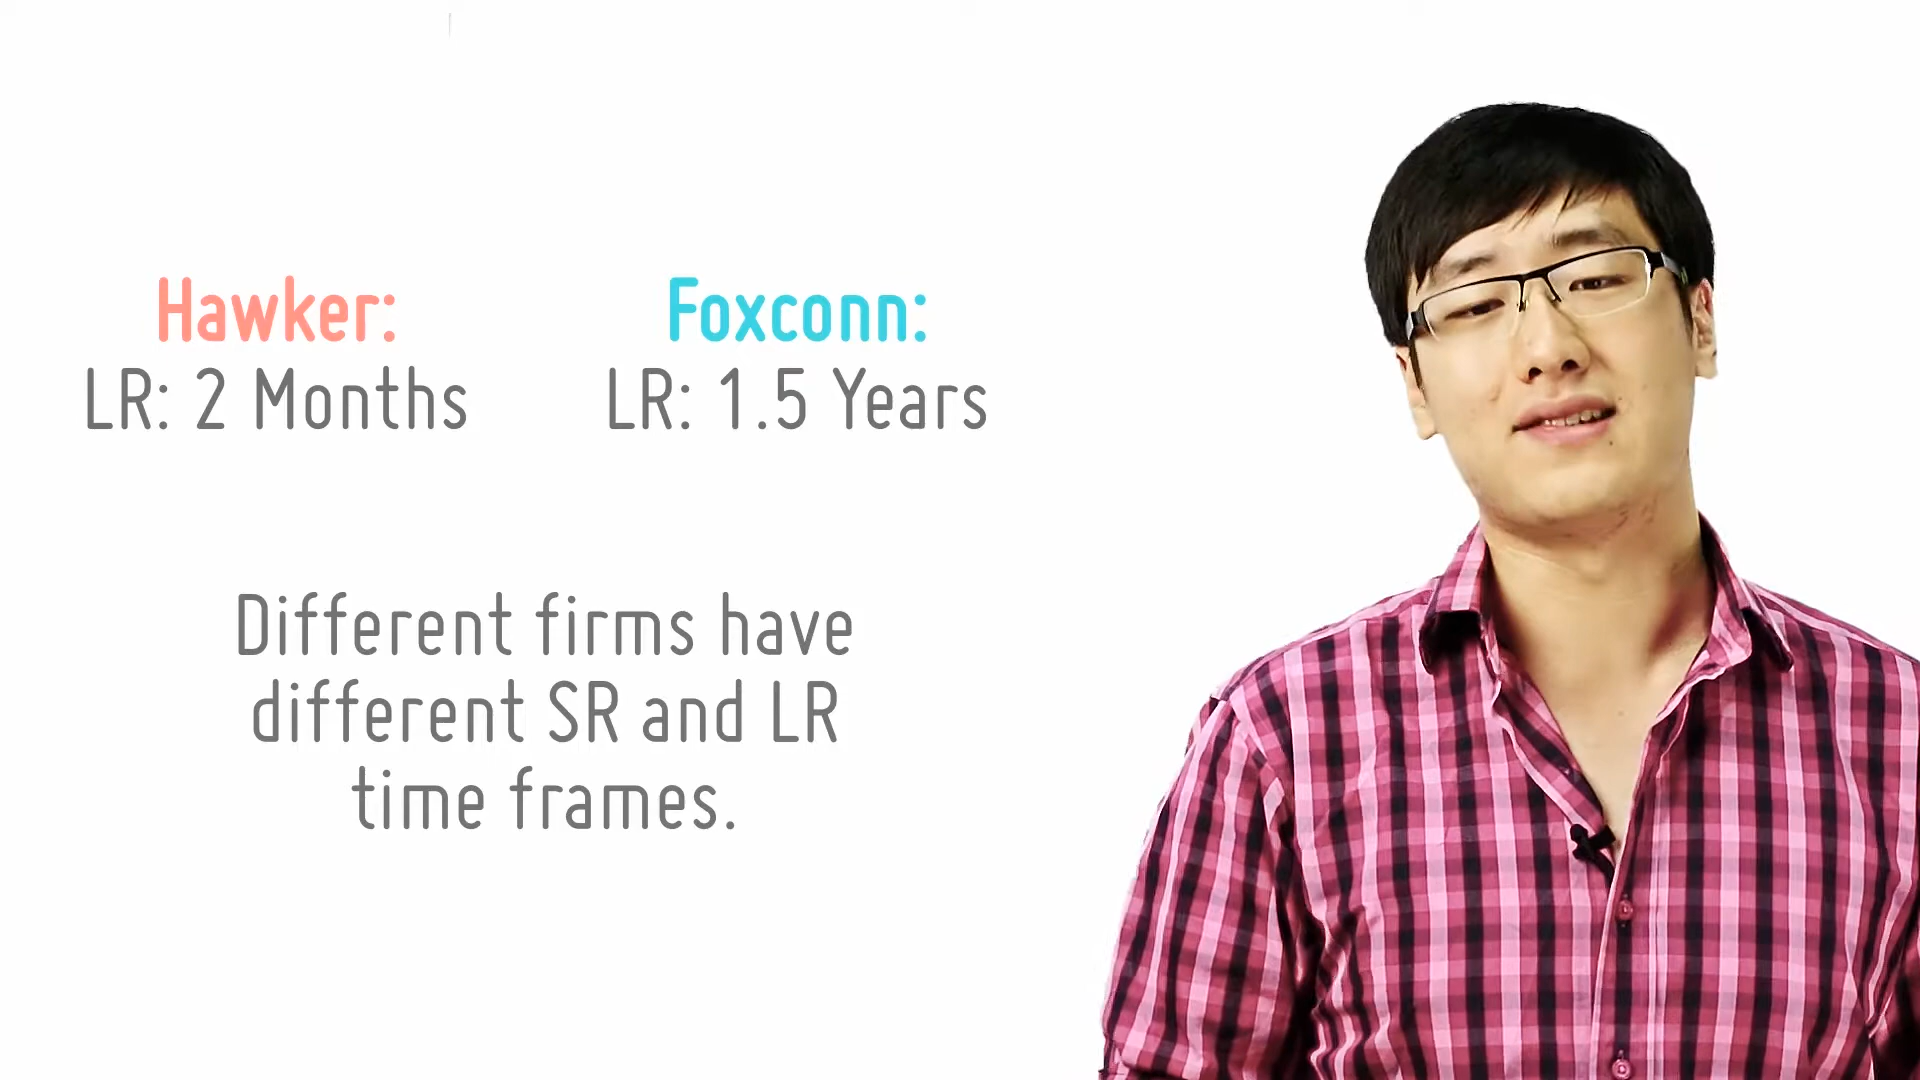 Hawker:
LR: 2 Months
Foxconn:
LR: 1.5 Years
Different firms have
different SR and LR
time frames.